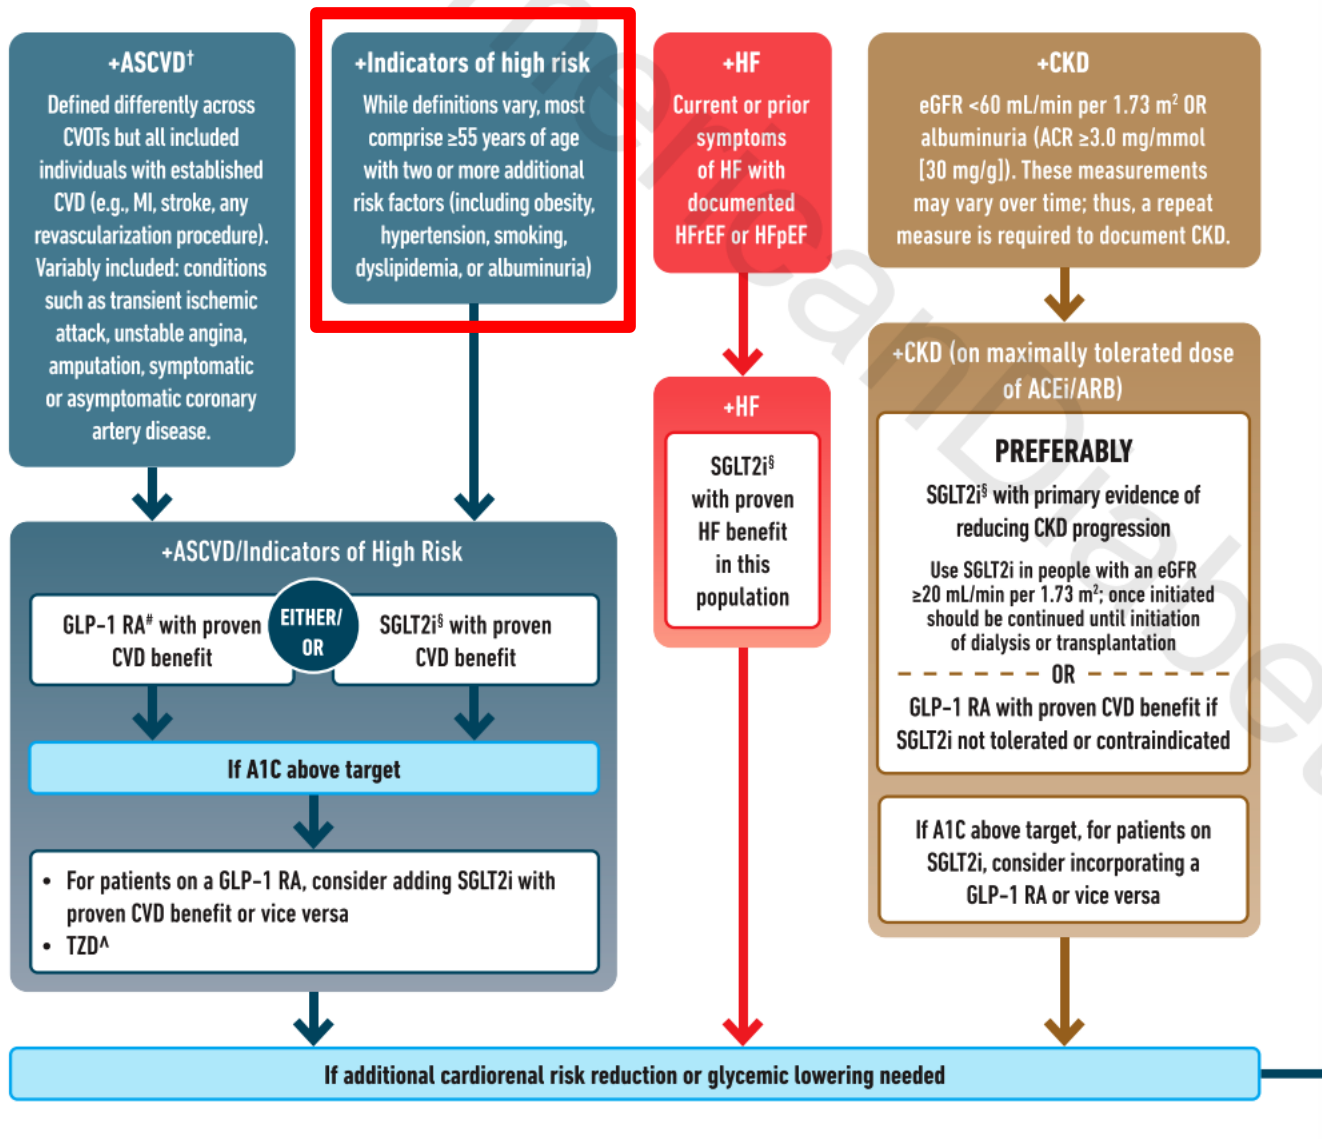 +ASCVD†
Defined differently across
CVOTs but all included
individuals with established
CVD (e.g., MI, stroke, any
revascularization procedure).
Variably included: conditions
such as transient ischemic
attack, unstable angina,
amputation, symptomatic
or asymptomatic coronary
artery disease.
+Indicators of high risk
While definitions vary, most
comprise ≥55 years of age
with two or more additional
risk factors (including obesity,
hypertension, smoking,
dyslipidemia, or albuminuria)
+ASCVD/Indicators of High Risk
GLP-1 RA# with proven
CVD benefit
EITHER/
OR
SGLT2i§ with proven
CVD benefit
If A1C above target
• For patients on a GLP-1 RA, consider adding SGLT2i with
proven CVD benefit or vice versa
• TZD^
+HF
Current or prior
symptoms
of HF with
documented
HFrEF or HFpEF
+HF
SGLT2i§
with proven
HF benefit
in this
population
+CKD
eGFR <60 mL/min per 1.73 m² OR
albuminuria (ACR ≥3.0 mg/mmol
[30 mg/g]). These measurements
may vary over time; thus, a repeat
measure is required to document CKD.
+CKD (on maximally tolerated dose
of ACEi/ARB)
PREFERABLY
SGLT2i§ with primary evidence of
reducing CKD progression
Use SGLT2i in people with an eGFR
≥20 mL/min per 1.73 m²; once initiated
should be continued until initiation
of dialysis or transplantation
OR
GLP-1 RA with proven CVD benefit if
SGLT2i not tolerated or contraindicated
If A1C above target, for patients on
SGLT2i, consider incorporating a
GLP-1 RA or vice versa
If additional cardiorenal risk reduction or glycemic lowering needed